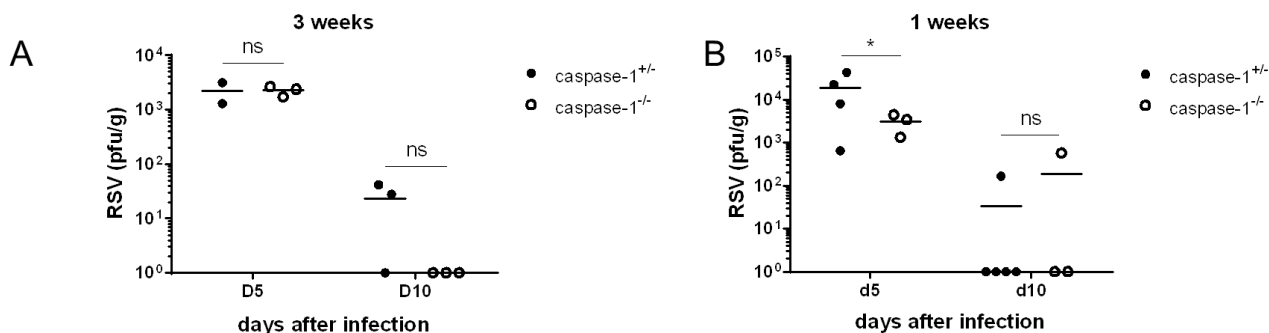 A
3 weeks
RSV (pfu/g)
10⁴
10³
10²
10¹
10⁰
ns
ns
D5
D10
days after infection
caspase-1⁺/⁻
caspase-1⁻/⁻
B
1 weeks
RSV (pfu/g)
10⁵
10⁴
10³
10²
10¹
10⁰
*
ns
d5
d10
days after infection
caspase-1⁺/⁻
caspase-1⁻/⁻